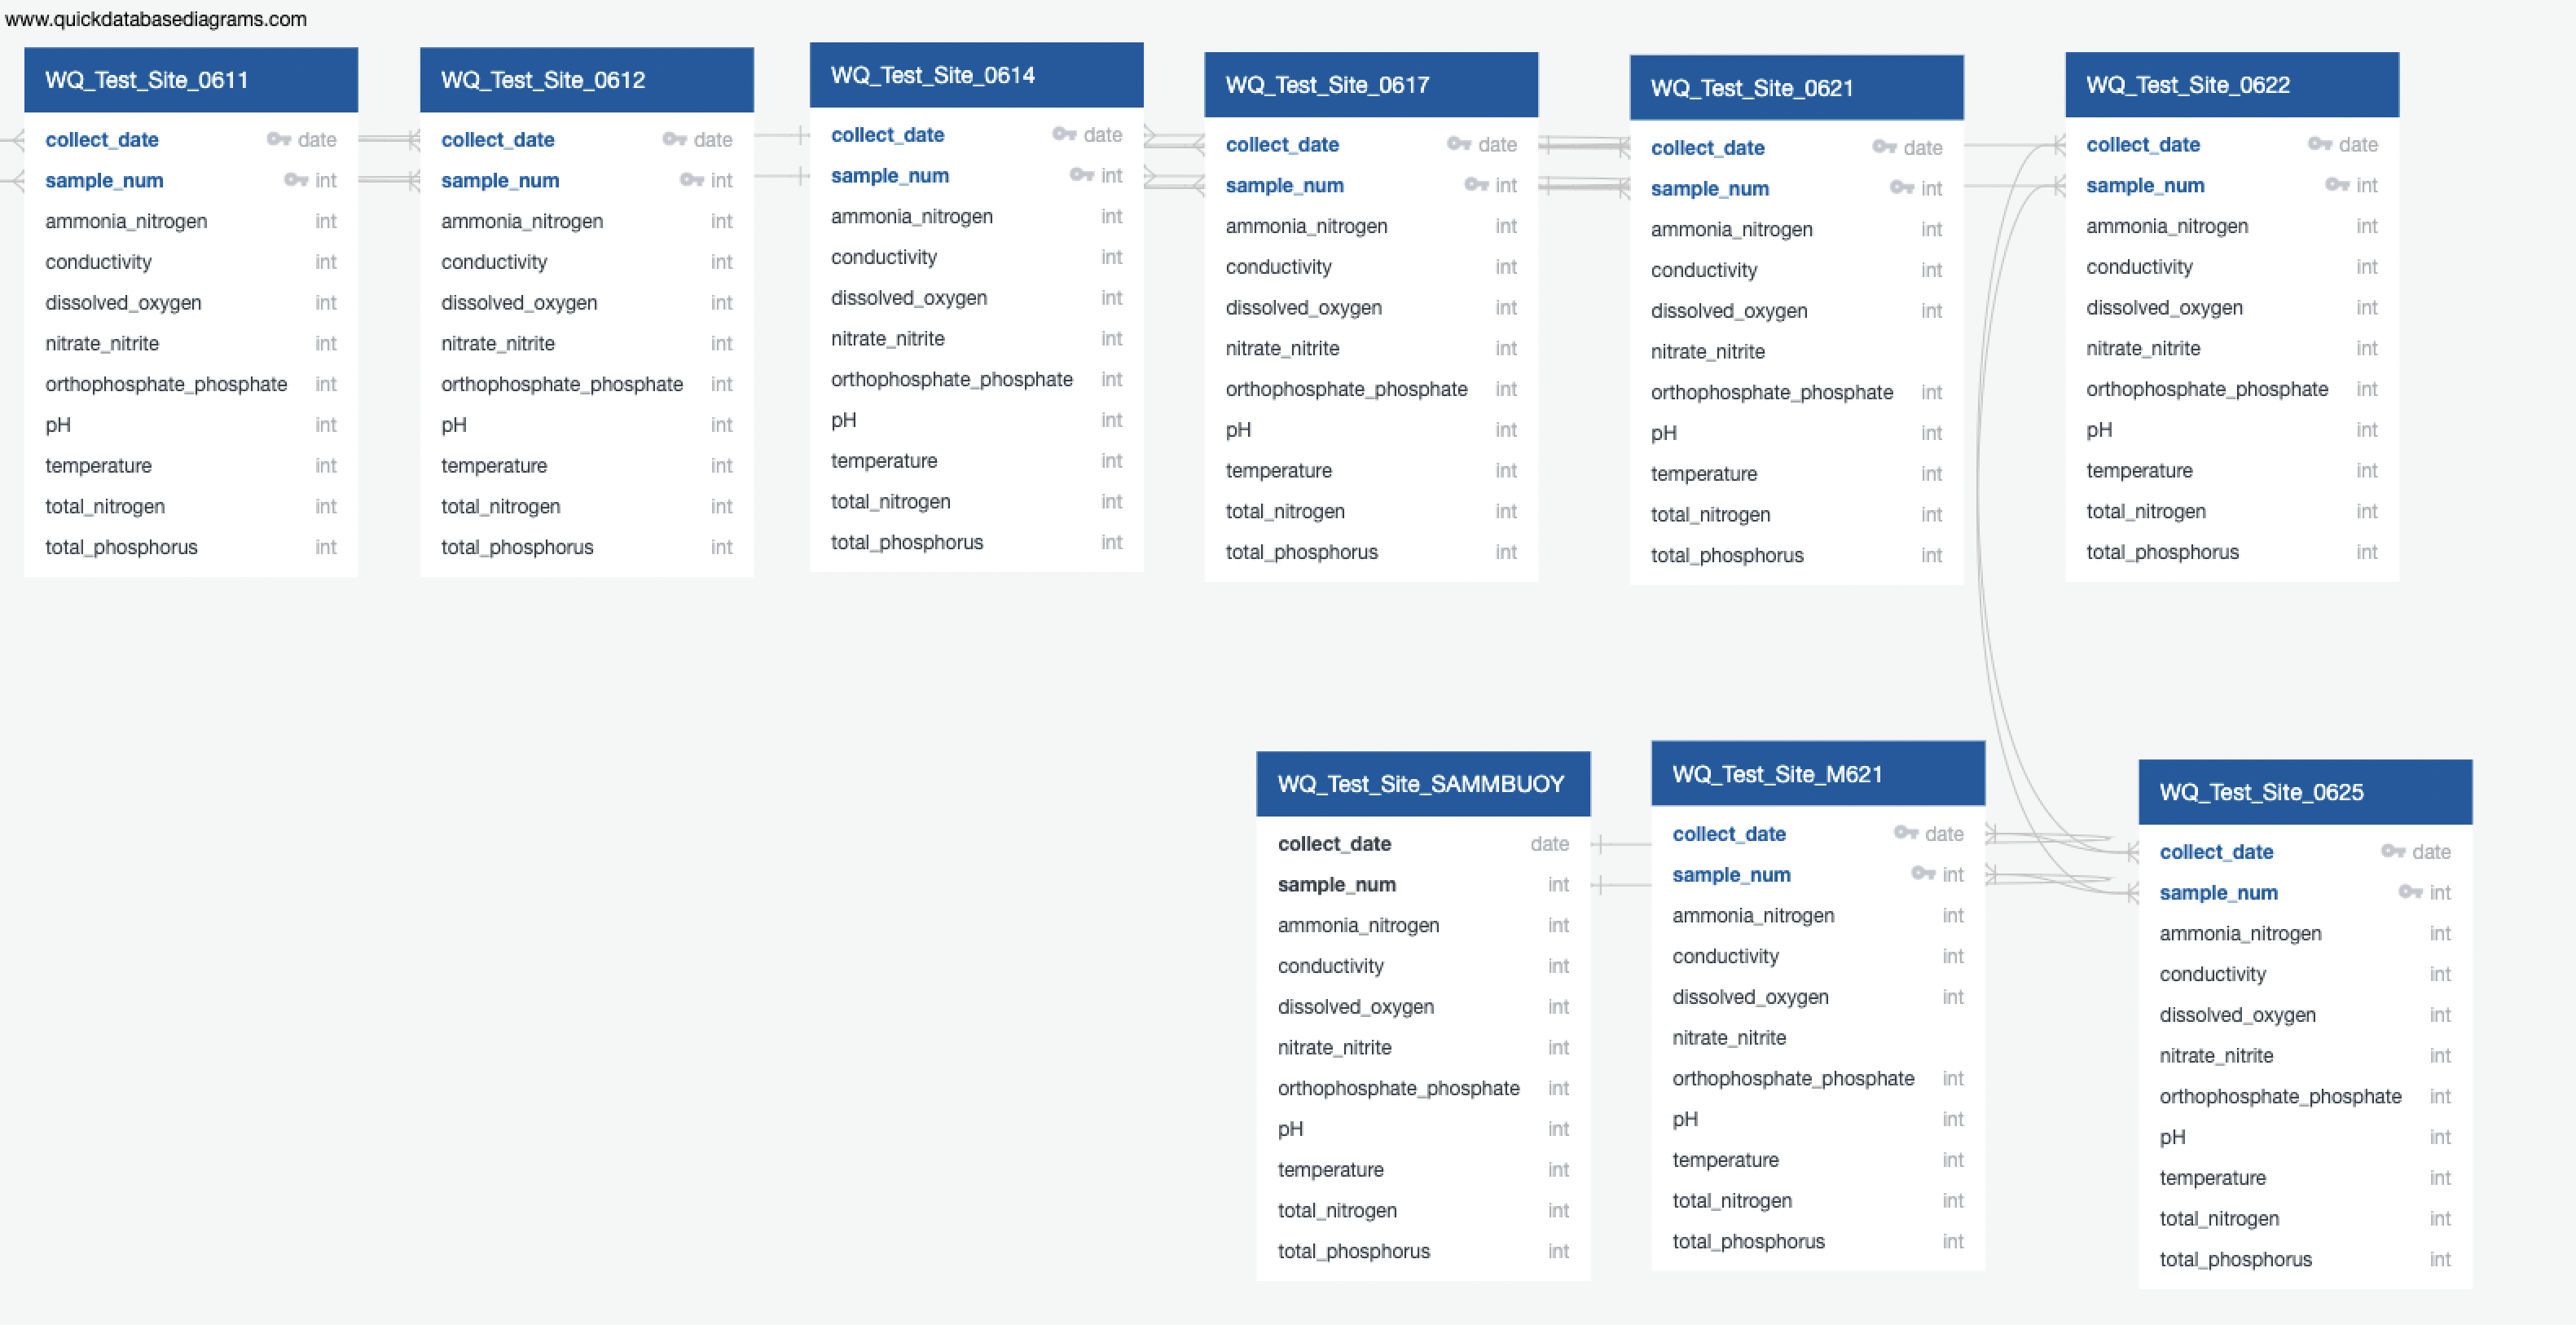 www.quickdatabasediagrams.com
WQ_Test_Site_0611
collect_date date
sample_num int
ammonia_nitrogen int
conductivity int
dissolved_oxygen int
nitrate_nitrite int
orthophosphate_phosphate int
pH int
temperature int
total_nitrogen int
total_phosphorus int
WQ_Test_Site_0612
collect_date date
sample_num int
ammonia_nitrogen int
conductivity int
dissolved_oxygen int
nitrate_nitrite int
orthophosphate_phosphate int
pH int
temperature int
total_nitrogen int
total_phosphorus int
WQ_Test_Site_0614
collect_date date
sample_num int
ammonia_nitrogen int
conductivity int
dissolved_oxygen int
nitrate_nitrite int
orthophosphate_phosphate int
pH int
temperature int
total_nitrogen int
total_phosphorus int
WQ_Test_Site_0617
collect_date date
sample_num int
ammonia_nitrogen int
conductivity int
dissolved_oxygen int
nitrate_nitrite int
orthophosphate_phosphate int
pH int
temperature int
total_nitrogen int
total_phosphorus int
WQ_Test_Site_0621
collect_date date
sample_num int
ammonia_nitrogen int
conductivity int
dissolved_oxygen int
nitrate_nitrite
orthophosphate_phosphate int
pH int
temperature int
total_nitrogen int
total_phosphorus int
WQ_Test_Site_0622
collect_date date
sample_num int
ammonia_nitrogen int
conductivity int
dissolved_oxygen int
nitrate_nitrite int
orthophosphate_phosphate int
pH int
temperature int
total_nitrogen int
total_phosphorus int
WQ_Test_Site_SAMMBUOY
collect_date date
sample_num int
ammonia_nitrogen int
conductivity int
dissolved_oxygen int
nitrate_nitrite int
orthophosphate_phosphate int
pH int
temperature int
total_nitrogen int
total_phosphorus int
WQ_Test_Site_M621
collect_date date
sample_num int
ammonia_nitrogen int
conductivity int
dissolved_oxygen int
nitrate_nitrite
orthophosphate_phosphate int
pH int
temperature int
total_nitrogen int
total_phosphorus int
WQ_Test_Site_0625
collect_date date
sample_num int
ammonia_nitrogen int
conductivity int
dissolved_oxygen int
nitrate_nitrite int
orthophosphate_phosphate int
pH int
temperature int
total_nitrogen int
total_phosphorus int